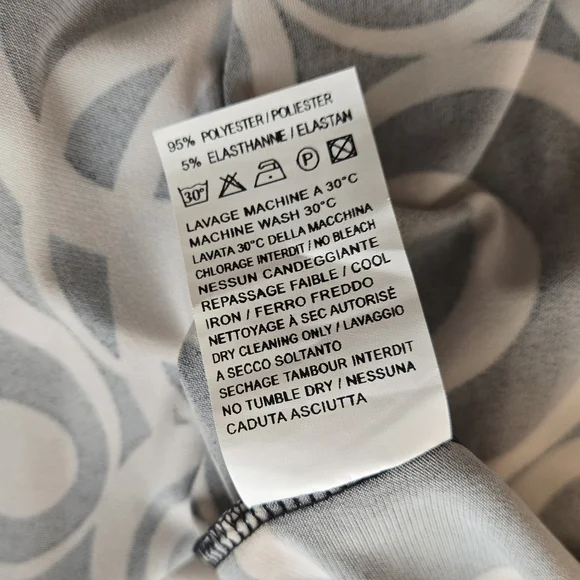 95% POLYESTER / POLIESTER
5% ELASTHANNE / ELASTAN
30° P
LAVAGE MACHINE A 30°C
MACHINE WASH 30°C
LAVATA 30°C DELLA MACCHINA
CHLORAGE INTERDIT / NO BLEACH
NESSUN CANDEGGIANTE
REPASSAGE FAIBLE / COOL
IRON / FERRO FREDDO
NETTOYAGE À SEC AUTORISÉ
DRY CLEANING ONLY / LAVAGGIO
A SECCO SOLTANTO
SECHAGE TAMBOUR INTERDIT
NO TUMBLE DRY / NESSUNA
CADUTA ASCIUTTA